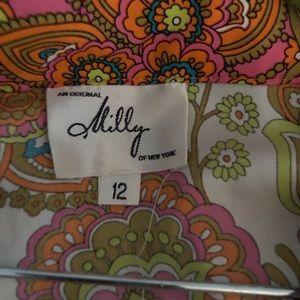 AN ORIGINAL
Milly
OF NEW YORK
12